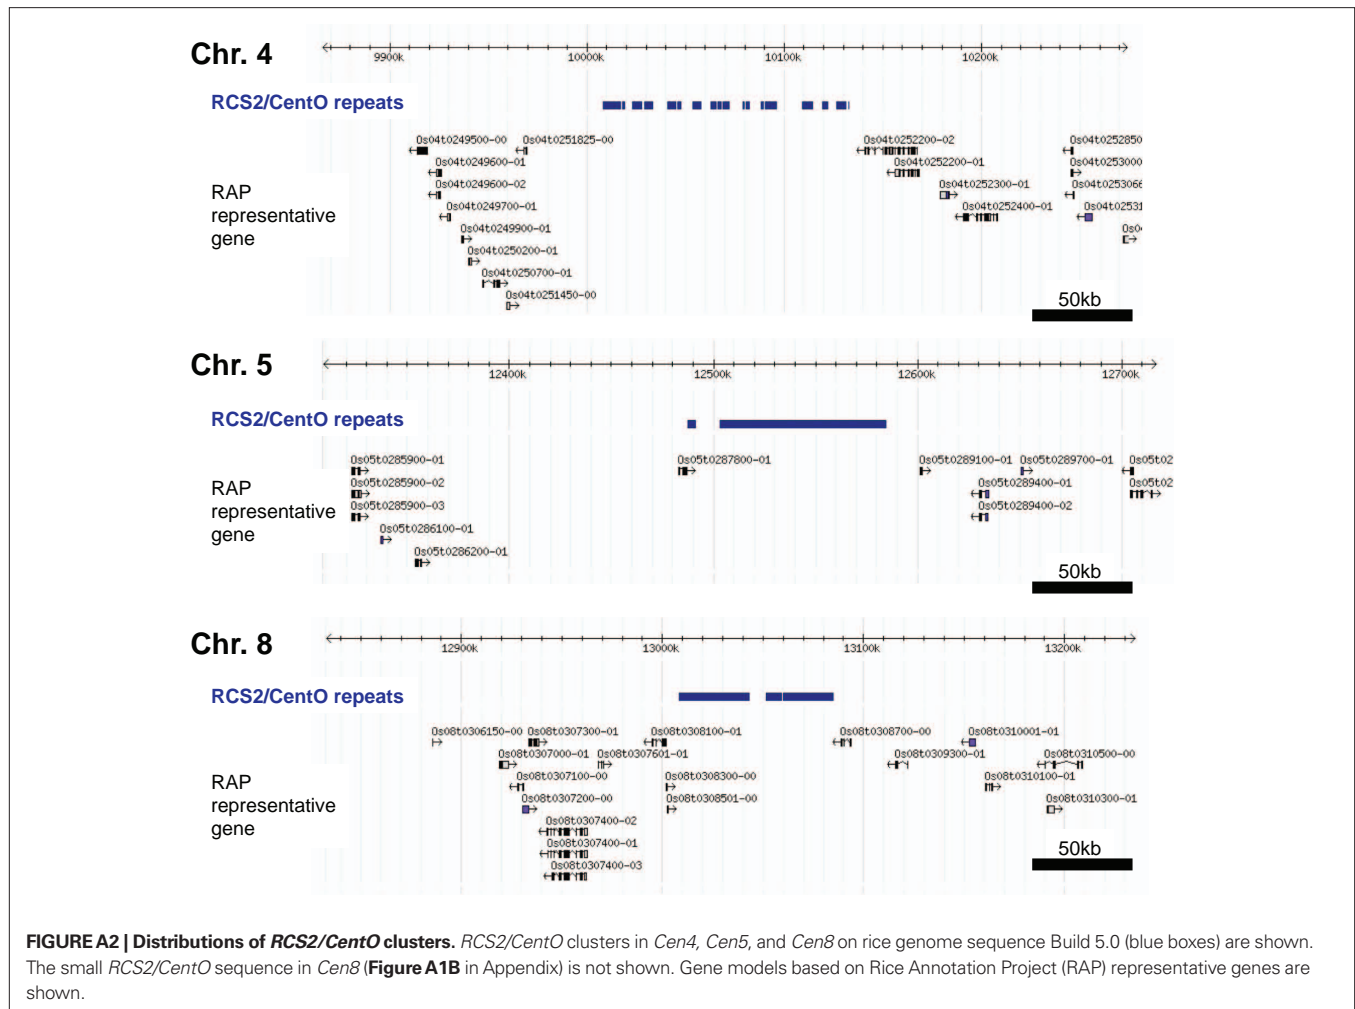 Chr. 4
9900k 10000k 10100k 10200k
RCS2/CentO repeats
RAP
representative
gene
Os04t0249500-00 Os04t0251825-00 Os04t0252200-02 Os04t0252850
Os04t0249600-01 Os04t0252200-01 Os04t0253000
Os04t0249600-02 Os04t0252300-01 Os04t0253066
Os04t0249700-01 Os04t0252400-01 Os04t02531
Os04t0249900-01 Os0
Os04t0250200-01
Os04t0250700-01
Os04t0251450-00
50kb
Chr. 5
12400k 12500k 12600k 12700k
RCS2/CentO repeats
RAP
representative
gene
Os05t0285900-01 Os05t0287800-01 Os05t0289100-01 Os05t0289700-01 Os05t02
Os05t0285900-02 Os05t0289400-01 Os05t02
Os05t0285900-03 Os05t0289400-02
Os05t0286100-01
Os05t0286200-01
50kb
Chr. 8
12900k 13000k 13100k 13200k
RCS2/CentO repeats
RAP
representative
gene
Os08t0306150-00 Os08t0307300-01 Os08t0308100-01 Os08t0308700-00 Os08t0310001-01
Os08t0307000-01 Os08t0307601-01 Os08t0309300-01 Os08t0310500-00
Os08t0307100-00 Os08t0308300-00 Os08t0310100-01
Os08t0307200-00 Os08t0308501-00 Os08t0310300-01
Os08t0307400-02
Os08t0307400-01
Os08t0307400-03
50kb
FIGURE A2 | Distributions of RCS2/CentO clusters. RCS2/CentO clusters in Cen4, Cen5, and Cen8 on rice genome sequence Build 5.0 (blue boxes) are shown.
The small RCS2/CentO sequence in Cen8 (Figure A1B in Appendix) is not shown. Gene models based on Rice Annotation Project (RAP) representative genes are
shown.